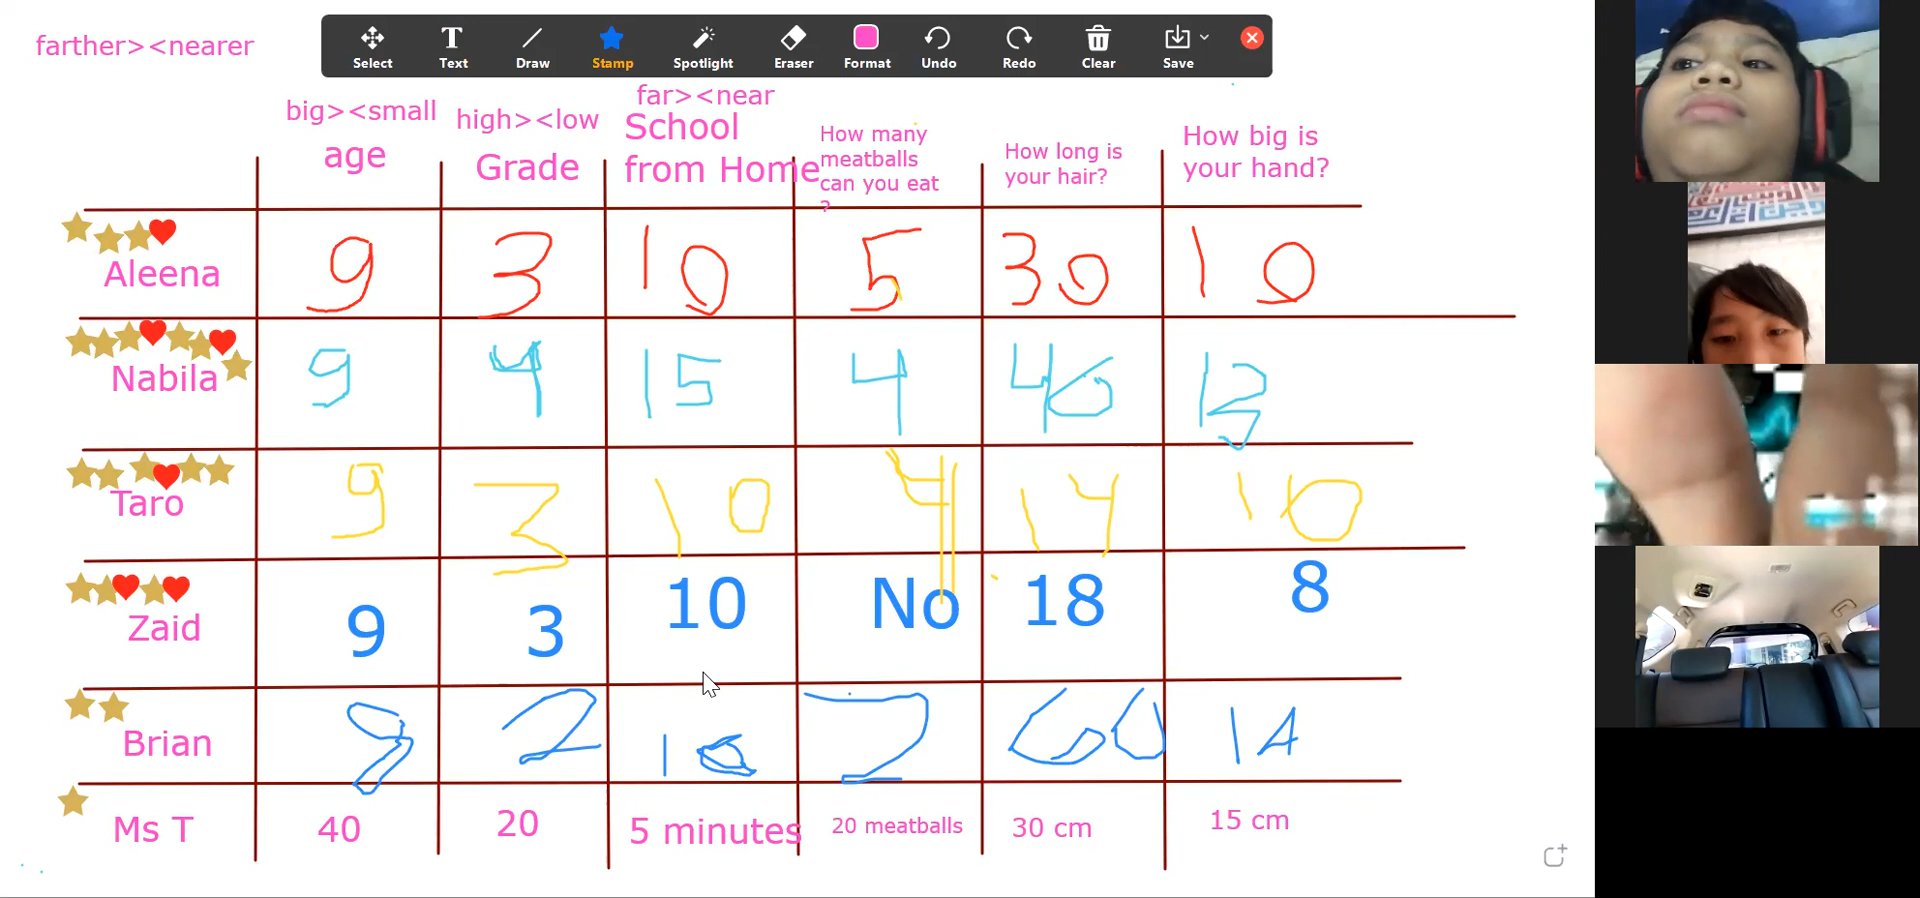 farther><nearer
Select
Text
Draw
Stamp
Spotlight
Eraser
Format
Undo
Redo
Clear
Save
big><small
age
high><low
Grade
far><near
School
from Home
How many
meatballs
can you eat
?
How long is
your hair?
How big is
your hand?
Aleena 9 3 10 5 30 10
Nabila 9 4 15 4 46 13
Taro 9 3 10 4 14 10
Zaid 9 3 10 No 18 8
Brian 8 2 2 60 14
Ms T 40 20 5 minutes 20 meatballs 30 cm 15 cm